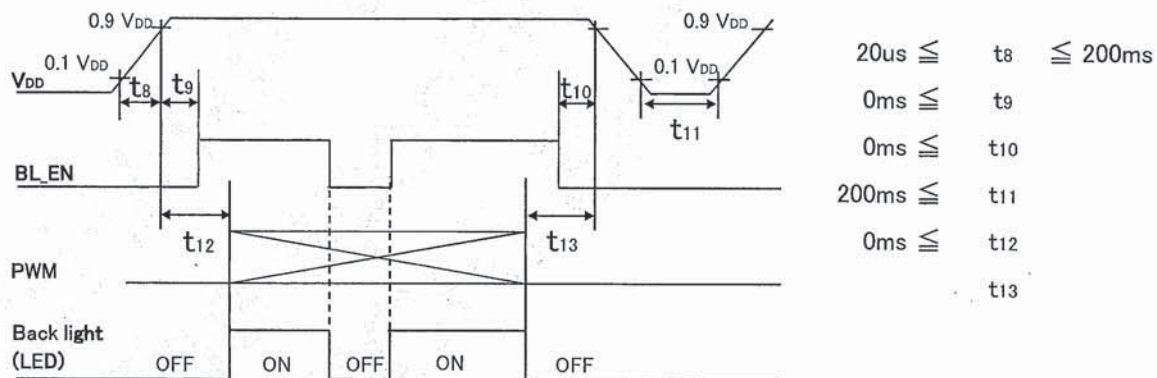 0.9 VDD
0.9 VDD
0.1 VDD
0.1 VDD
VDD
t8
t9
t10
t11
BL_EN
t12
t13
PWM
Back light
(LED)
OFF
ON
OFF
ON
OFF
20us ≦ t8 ≦ 200ms
0ms ≦ t9
0ms ≦ t10
200ms ≦ t11
0ms ≦ t12
t13